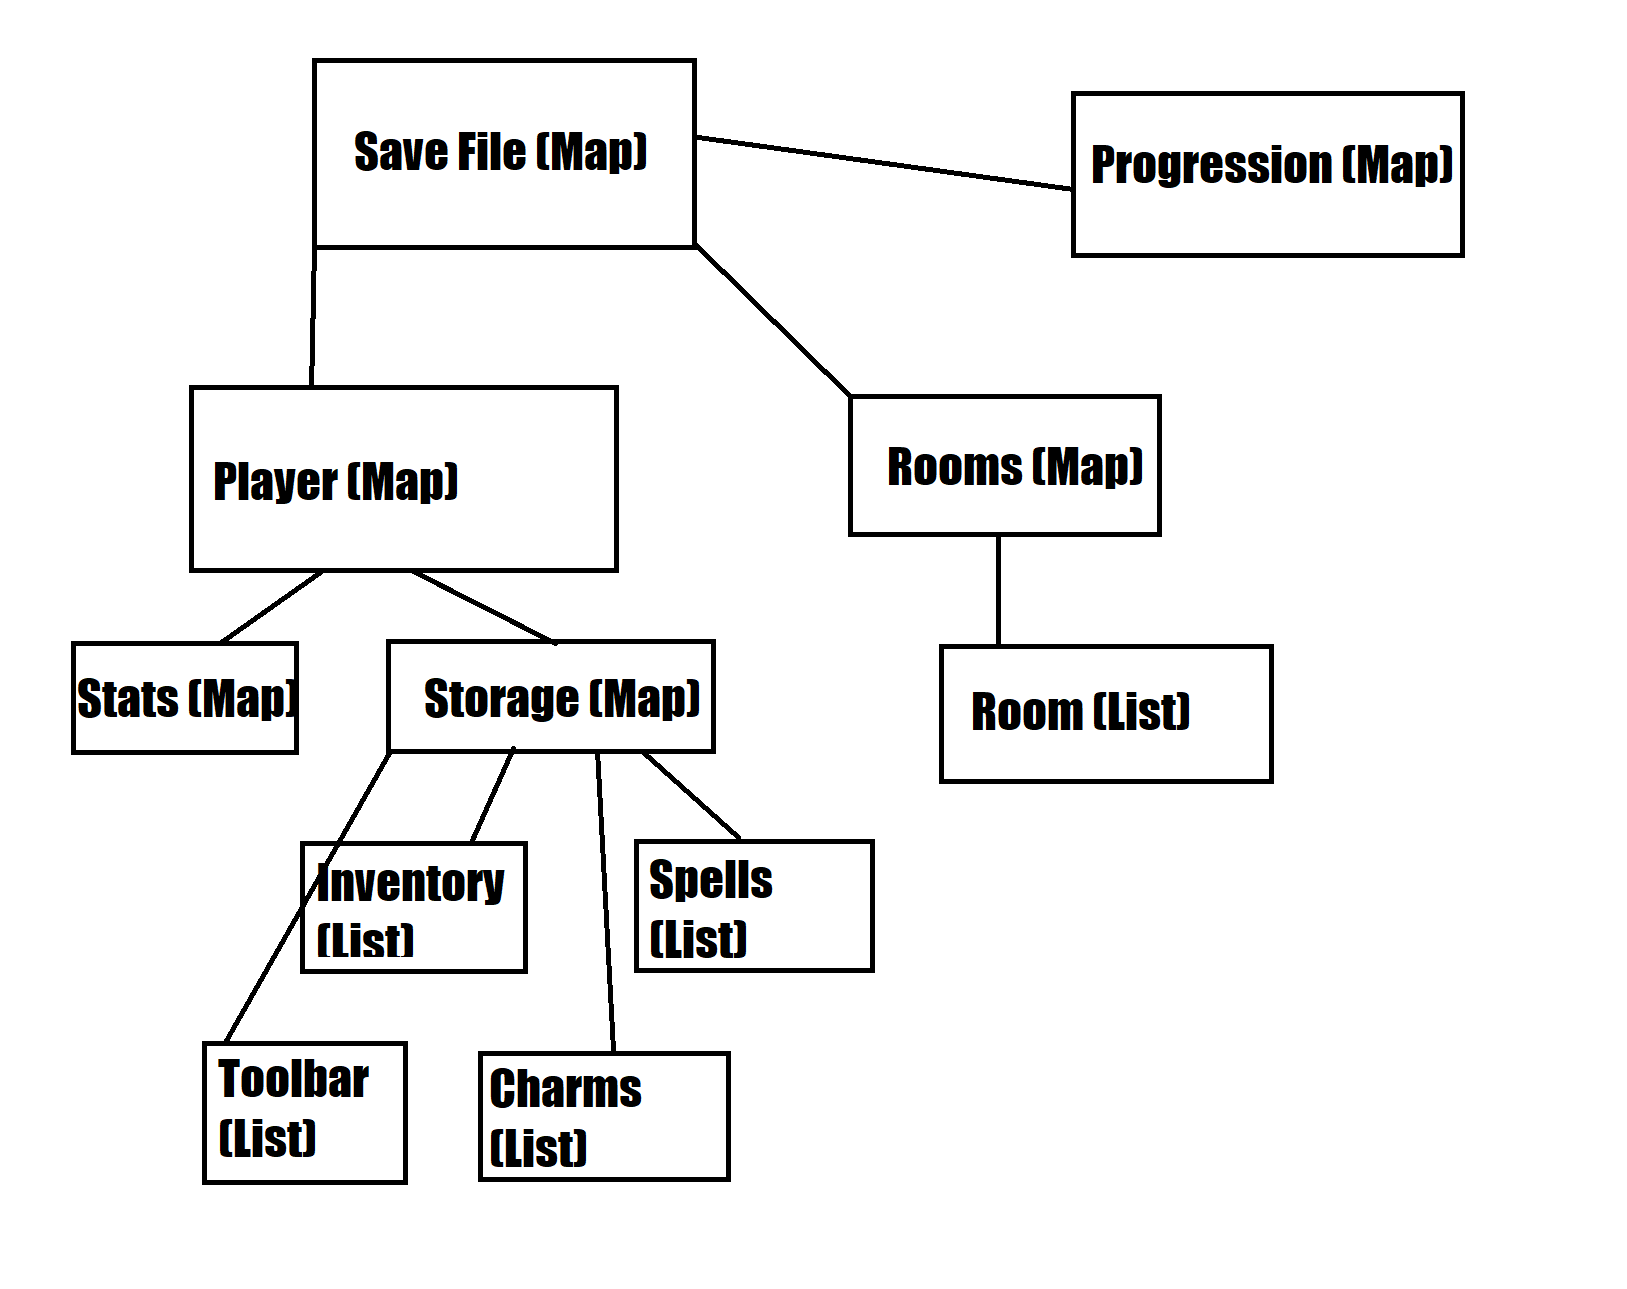 Save File (Map)
Progression (Map)
Player (Map)
Rooms (Map)
Stats (Map)
Storage (Map)
Room (List)
Inventory
(List)
Spells
(List)
Toolbar
(List)
Charms
(List)